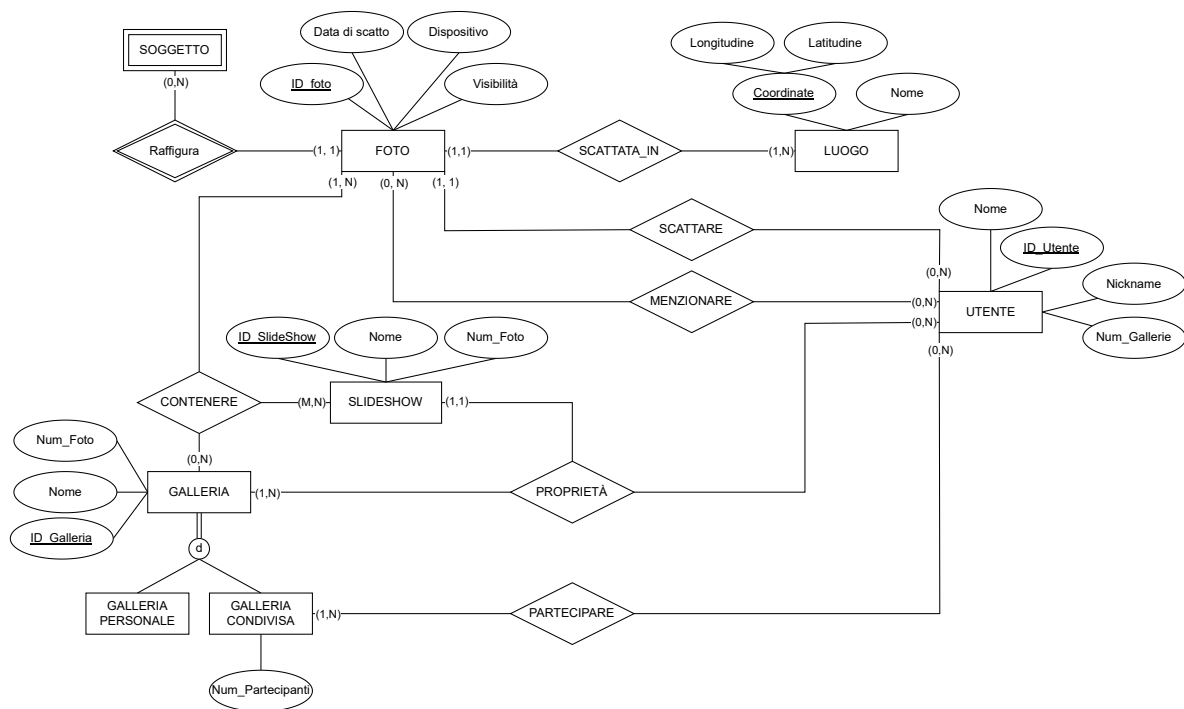 Data di scatto
Dispositivo
Longitudine
Latitudine
SOGGETTO
(0,N)
ID_foto
Visibilità
Coordinate
Nome
Raffigura
(1, 1)
FOTO
(1,1)
SCATTATA_IN
(1,N)
LUOGO
(1, N)
(0, N)
(1, 1)
Nome
SCATTARE
ID_Utente
(0,N)
Nickname
MENZIONARE
(0,N)
UTENTE
(0,N)
ID_SlideShow
Nome
Num_Foto
Num_Gallerie
(0,N)
CONTENERE
(M,N)
SLIDESHOW
(1,1)
Num_Foto
(0,N)
Nome
GALLERIA
(1,N)
PROPRIETÀ
ID_Galleria
d
GALLERIA
PERSONALE
GALLERIA
CONDIVISA
(1,N)
PARTECIPARE
Num_Partecipanti